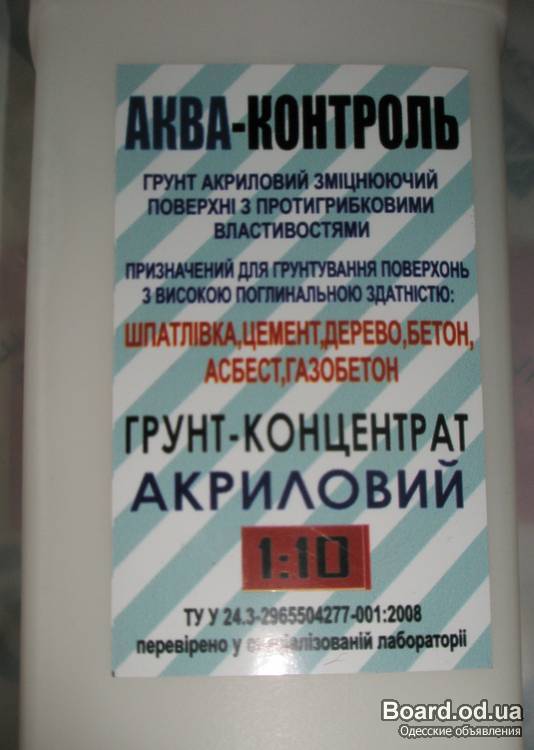 АКВА-КОНТРОЛЬ
ГРУНТ АКРИЛОВИЙ ЗМІЦНЮЮЧИЙ
ПОВЕРХНІ З ПРОТИГРИБКОВИМИ
ВЛАСТИВОСТЯМИ
ПРИЗНАЧЕНИЙ ДЛЯ ГРУНТУВАННЯ ПОВЕРХОНЬ
З ВИСОКОЮ ПОГЛИНАЛЬНОЮ ЗДАТНІСТЮ:
ШПАТЛІВКА,ЦЕМЕНТ,ДЕРЕВО,БЕТОН,
АСБЕСТ,ГАЗОБЕТОН
ГРУНТ-КОНЦЕНТРАТ
АКРИЛОВИЙ
1:10
ТУ У 24.3-2965504277-001:2008
перевірено у спеціалізованій лабораторіі
Board.od.ua
Одесские объявления